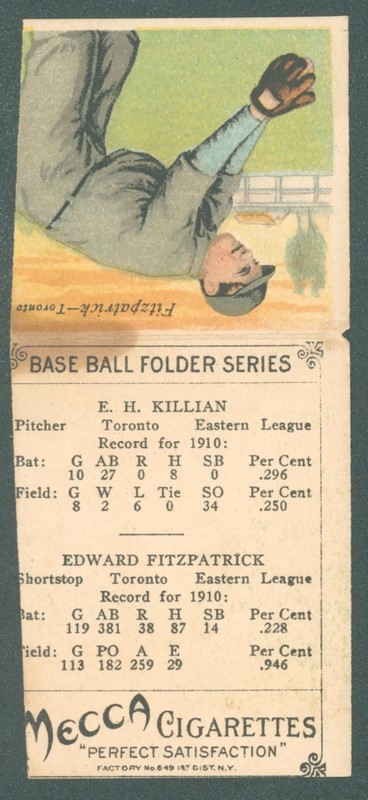 Fitzpatrick—Toronto
BASE BALL FOLDER SERIES
E. H. KILLIAN
Pitcher Toronto Eastern League
Record for 1910:
Bat: G AB R H SB Per Cent
10 27 0 8 0 .296
Field: G W L Tie SO Per Cent
8 2 6 0 34 .250
EDWARD FITZPATRICK
Shortstop Toronto Eastern League
Record for 1910:
Bat: G AB R H SB Per Cent
119 381 38 87 14 .228
Field: G PO A E Per Cent
113 182 259 29 .946
MECCA CIGARETTES
"PERFECT SATISFACTION"
FACTORY No. 649 1ST DIST. N.Y.